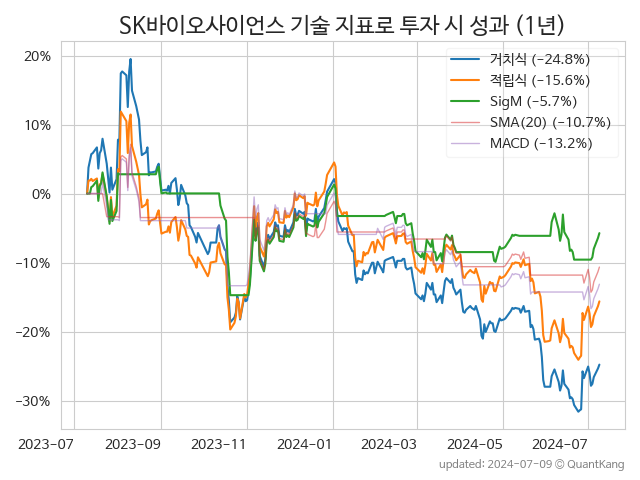 SK바이오사이언스 기술 지표로 투자 시 성과 (1년)
거치식 (−24.8%)
적립식 (−15.6%)
SigM (−5.7%)
SMA(20) (−10.7%)
MACD (−13.2%)
20%
10%
0%
−10%
−20%
−30%
2023-07 2023-09 2023-11 2024-01 2024-03 2024-05 2024-07
updated: 2024-07-09 © QuantKang